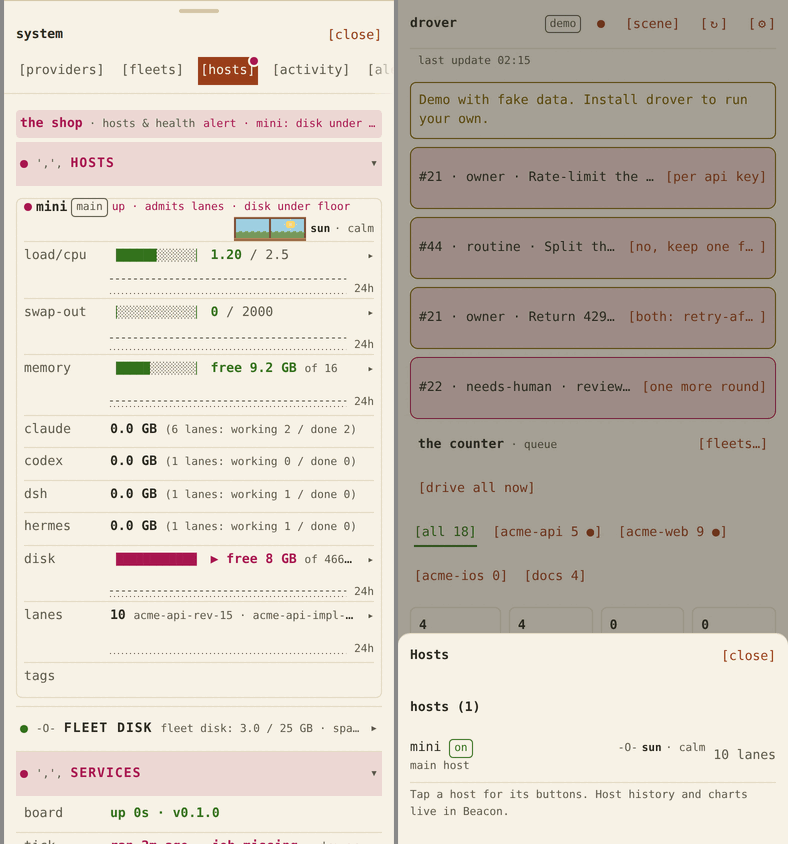 system [close]
[providers] [fleets] [hosts] [activity] [al
the shop · hosts & health alert · mini: disk under …
',', HOSTS ▾
mini main up · admits lanes · disk under floor
sun · calm
load/cpu 1.20 / 2.5 ▸
24h
swap-out 0 / 2000
24h
memory free 9.2 GB of 16 ▸
24h
claude 0.0 GB (6 lanes: working 2 / done 2)
codex 0.0 GB (1 lanes: working 0 / done 0)
dsh 0.0 GB (1 lanes: working 1 / done 0)
hermes 0.0 GB (1 lanes: working 1 / done 0)
disk ▶ free 8 GB of 466… ▸
24h
lanes 10 acme-api-rev-15 · acme-api-impl-… ▸
24h
tags
-O- FLEET DISK fleet disk: 3.0 / 25 GB · spa… ▸
',', SERVICES ▾
board up 0s · v0.1.0
drover demo ● [scene] [↻] [⚙]
last update 02:15
Demo with fake data. Install drover to run
your own.
#21 · owner · Rate-limit the … [per api key]
#44 · routine · Split th… [no, keep one f… ]
#21 · owner · Return 429… [both: retry-af… ]
#22 · needs-human · review… [one more round]
the counter · queue [fleets…]
[drive all now]
[all 18] [acme-api 5 ●] [acme-web 9 ●]
[acme-ios 0] [docs 4]
4 4 0 0
Hosts [close]
hosts (1)
mini on -O- sun · calm 10 lanes
main host
Tap a host for its buttons. Host history and charts
live in Beacon.